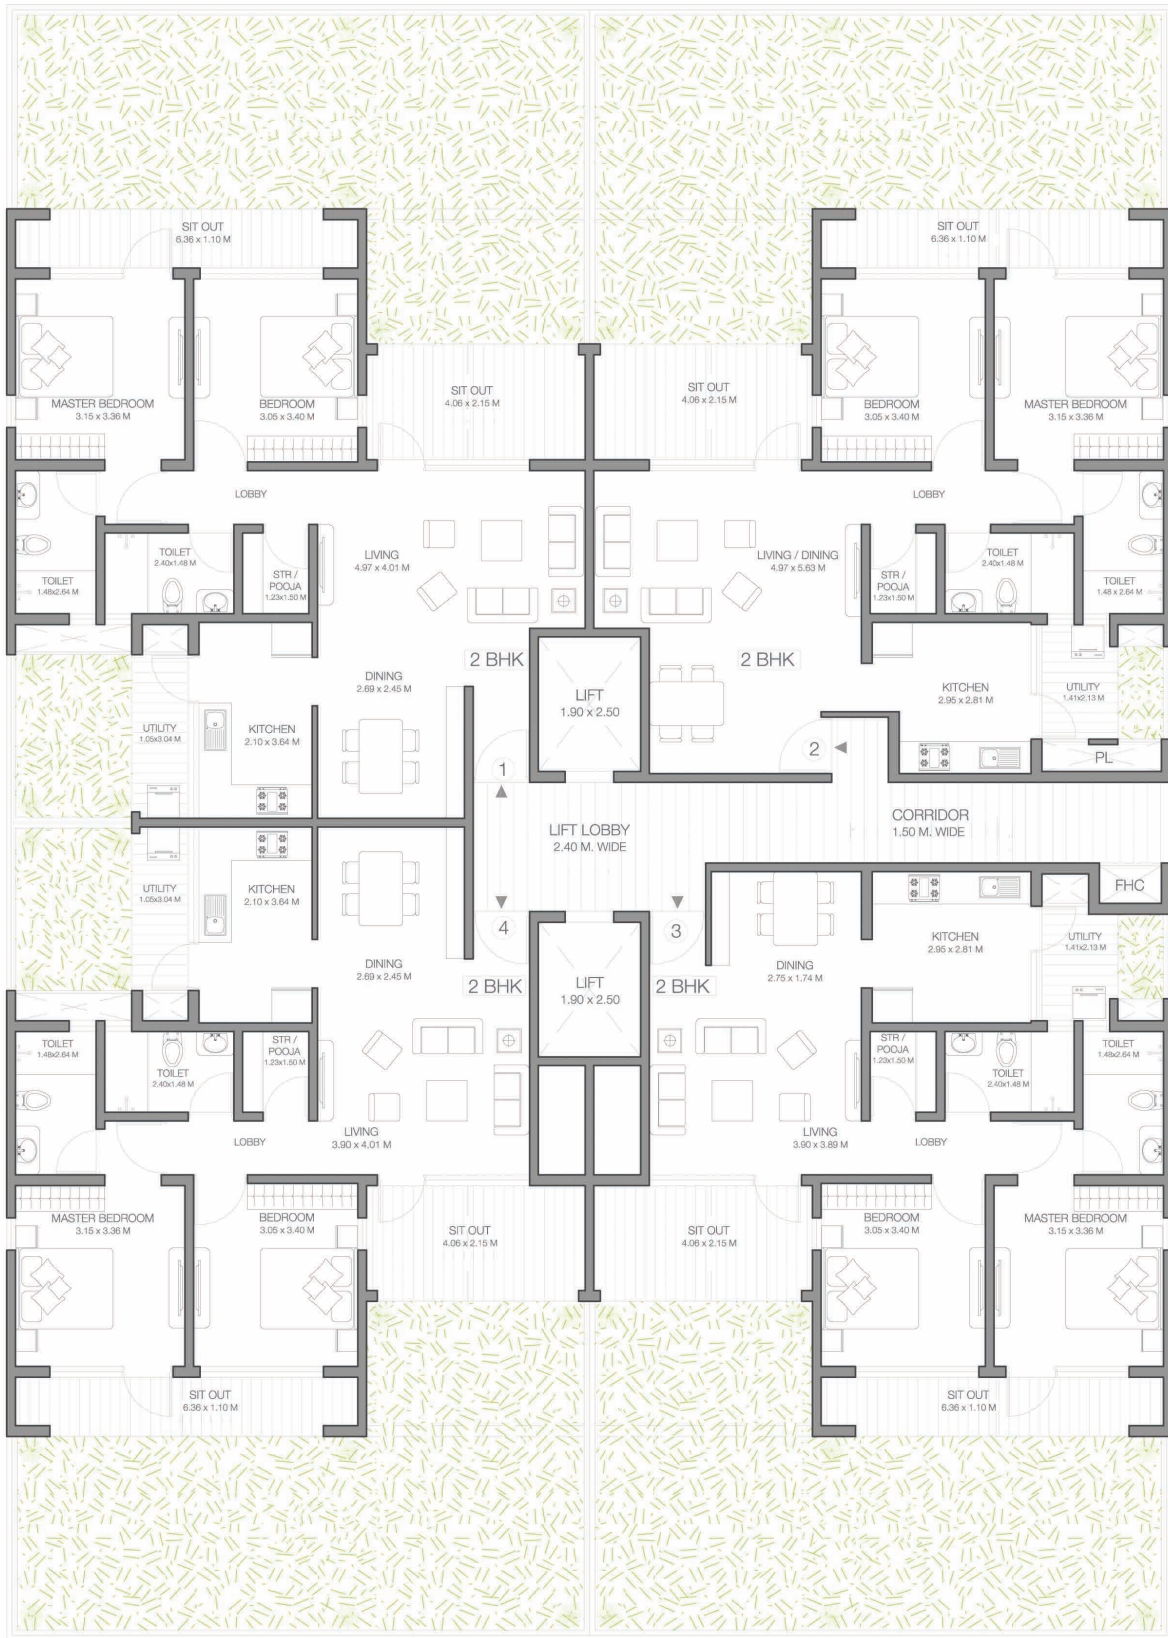 SIT OUT
6.36 x 1.10 M
SIT OUT
6.36 x 1.10 M
MASTER BEDROOM
3.15 x 3.36 M
BEDROOM
3.05 x 3.40 M
SIT OUT
4.06 x 2.15 M
SIT OUT
4.06 x 2.15 M
BEDROOM
3.05 x 3.40 M
MASTER BEDROOM
3.15 x 3.36 M
LOBBY
LOBBY
TOILET
1.48x2.64 M
TOILET
2.40x1.48 M
STR /
POOJA
1.23x1.50 M
LIVING
4.97 x 4.01 M
LIVING / DINING
4.97 x 5.63 M
STR /
POOJA
1.23x1.50 M
TOILET
2.40x1.48 M
TOILET
1.48 x 2.64 M
2 BHK
2 BHK
DINING
2.69 x 2.45 M
LIFT
1.90 x 2.50
KITCHEN
2.95 x 2.81 M
UTILITY
1.41x2.13 M
UTILITY
1.05x3.04 M
KITCHEN
2.10 x 3.64 M
1
2
PL
LIFT LOBBY
2.40 M. WIDE
CORRIDOR
1.50 M. WIDE
UTILITY
1.05x3.04 M
KITCHEN
2.10 x 3.64 M
FHC
4
3
DINING
2.69 x 2.45 M
DINING
2.75 x 1.74 M
KITCHEN
2.95 x 2.81 M
UTILITY
1.41x2.13 M
2 BHK
LIFT
1.90 x 2.50
2 BHK
TOILET
1.48x2.64 M
TOILET
2.40x1.48 M
STR /
POOJA
1.23x1.50 M
STR /
POOJA
1.23x1.50 M
TOILET
2.40x1.48 M
TOILET
1.48x2.64 M
LIVING
3.90 x 4.01 M
LIVING
3.90 x 3.89 M
LOBBY
LOBBY
MASTER BEDROOM
3.15 x 3.36 M
BEDROOM
3.05 x 3.40 M
SIT OUT
4.06 x 2.15 M
SIT OUT
4.06 x 2.15 M
BEDROOM
3.05 x 3.40 M
MASTER BEDROOM
3.15 x 3.36 M
SIT OUT
6.36 x 1.10 M
SIT OUT
6.36 x 1.10 M